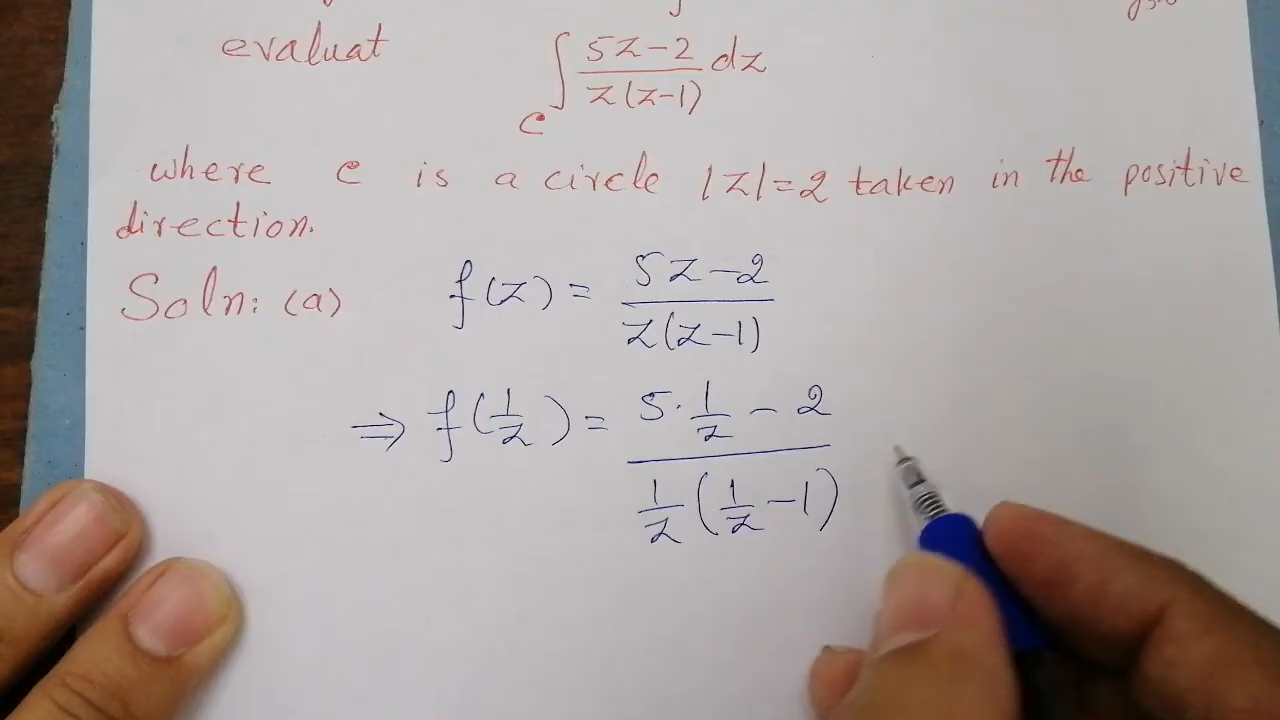 evaluat ∫ 5z-2 / z(z-1) dz
c
where c is a circle |z|=2 taken in the positive
direction.
Soln: (a) f(z) = 5z-2 / z(z-1)
⇒ f(1/z) = 5·1/z - 2 / 1/z(1/z - 1)